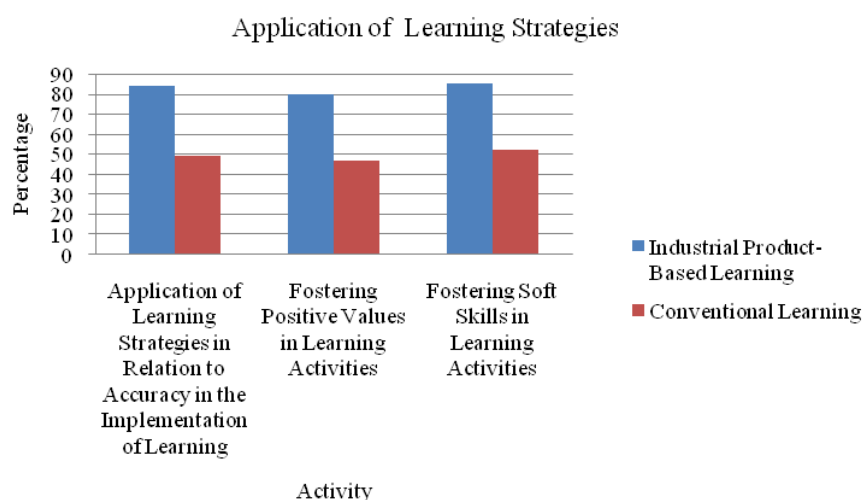 Application of Learning Strategies
Percentage
90
80
70
60
50
40
30
20
10
0
Application of
Learning
Strategies in
Relation to
Accuracy in the
Implementation
of Learning
Fostering
Positive Values
in Learning
Activities
Fostering Soft
Skills in
Learning
Activities
Activity
Industrial Product-
Based Learning
Conventional Learning